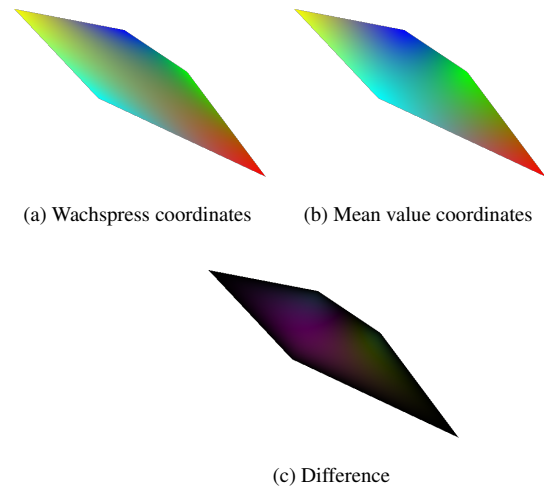 (a) Wachspress coordinates
(b) Mean value coordinates
(c) Difference